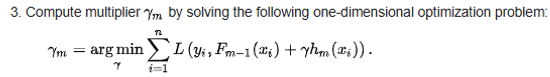 3. Compute multiplier γₘ by solving the following one-dimensional optimization problem:
γₘ = arg min_γ ∑_{i=1}^{n} L (yᵢ, Fₘ₋₁(xᵢ) + γhₘ(xᵢ)) .